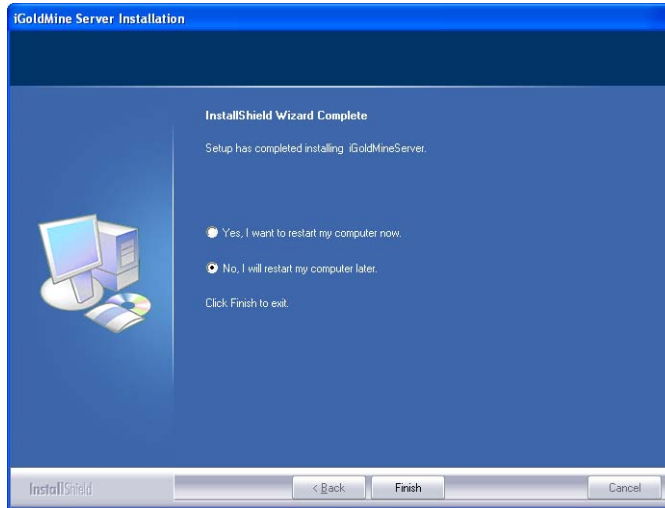 iGoldMine Server Installation
InstallShield Wizard Complete
Setup has completed installing iGoldMineServer.
Yes, I want to restart my computer now.
No, I will restart my computer later.
Click Finish to exit.
InstallShield
< Back
Finish
Cancel